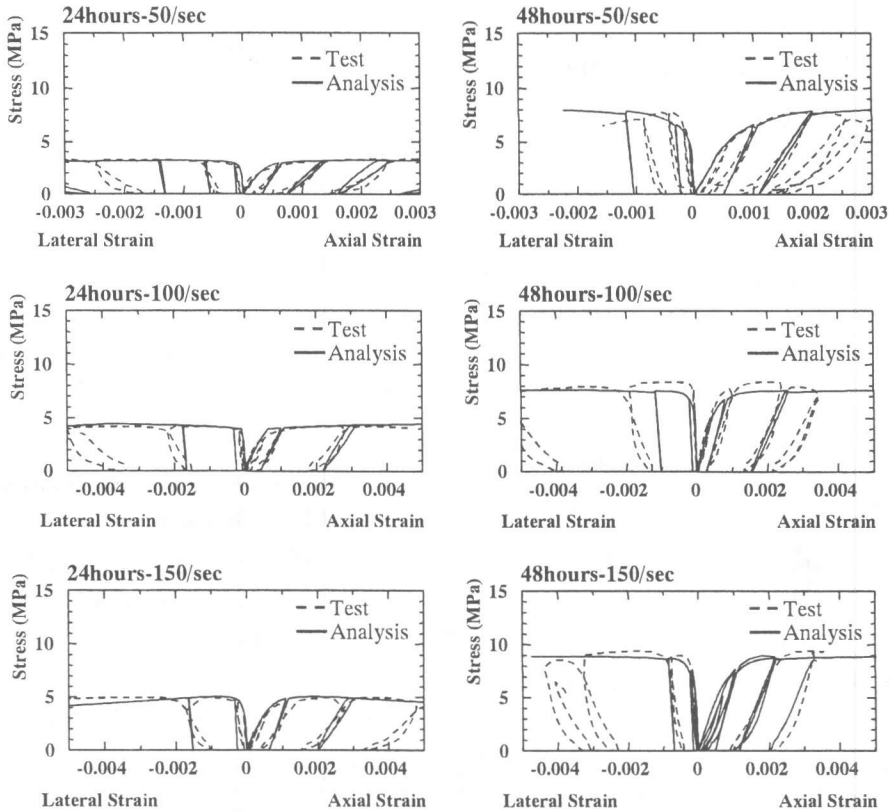 24hours-50/sec
Stress (MPa)
15
10
5
0
Test
Analysis
-0.003 -0.002 -0.001 0 0.001 0.002 0.003
Lateral Strain Axial Strain
48hours-50/sec
Stress (MPa)
15
10
5
0
Test
Analysis
-0.003 -0.002 -0.001 0 0.001 0.002 0.003
Lateral Strain Axial Strain
24hours-100/sec
Stress (MPa)
15
10
5
0
Test
Analysis
-0.004 -0.002 0 0.002 0.004
Lateral Strain Axial Strain
48hours-100/sec
Stress (MPa)
15
10
5
0
Test
Analysis
-0.004 -0.002 0 0.002 0.004
Lateral Strain Axial Strain
24hours-150/sec
Stress (MPa)
15
10
5
0
Test
Analysis
-0.004 -0.002 0 0.002 0.004
Lateral Strain Axial Strain
48hours-150/sec
Stress (MPa)
15
10
5
0
Test
Analysis
-0.004 -0.002 0 0.002 0.004
Lateral Strain Axial Strain